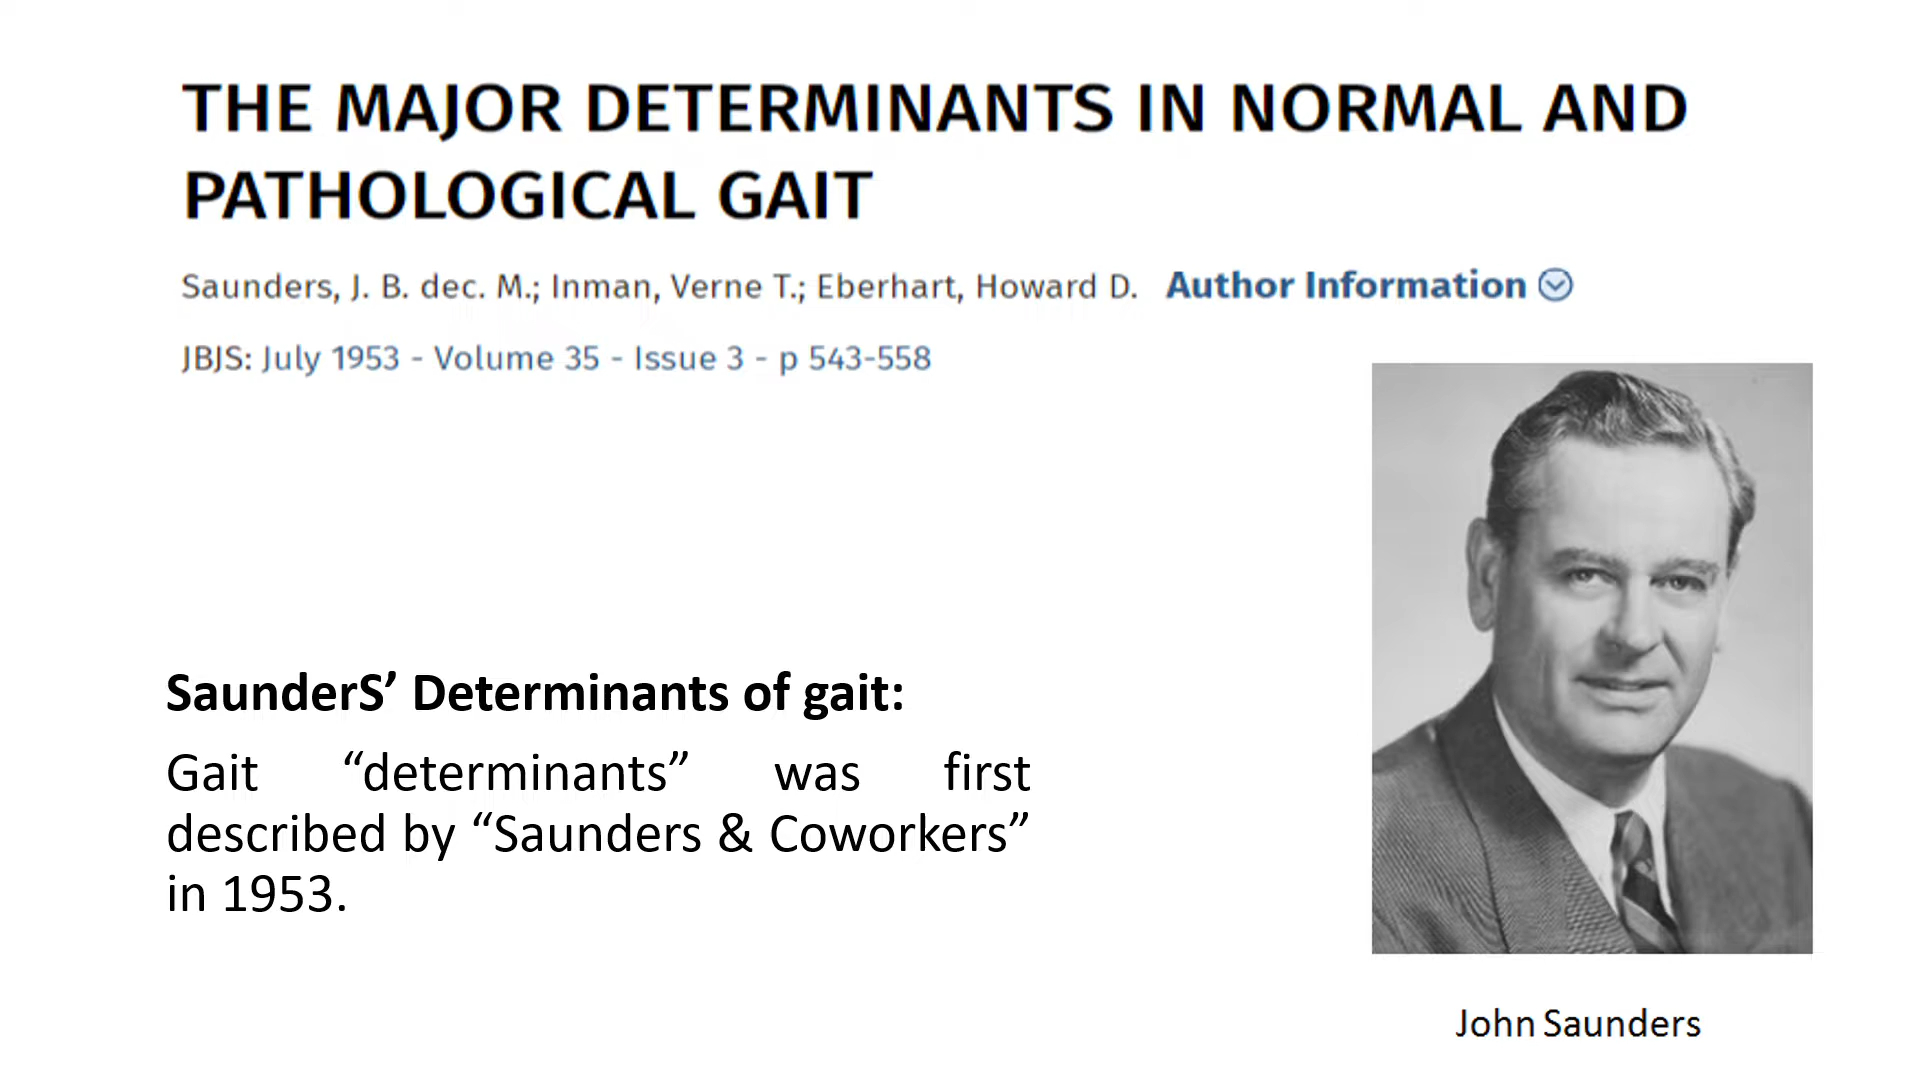 THE MAJOR DETERMINANTS IN NORMAL AND
PATHOLOGICAL GAIT
Saunders, J. B. dec. M.; Inman, Verne T.; Eberhart, Howard D. Author Information
JBJS: July 1953 - Volume 35 - Issue 3 - p 543-558
SaunderS’ Determinants of gait:
Gait “determinants” was first
described by “Saunders & Coworkers”
in 1953.
John Saunders